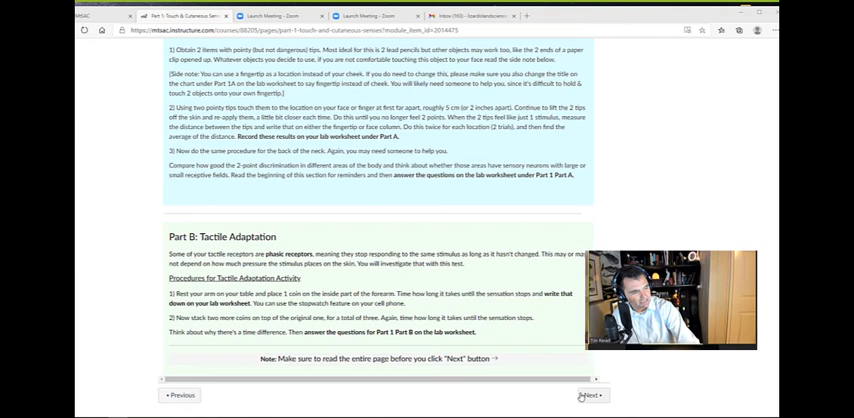 MtSAC
Part 1: Touch & Cutaneous Sens
Launch Meeting - Zoom
Launch Meeting - Zoom
Inbox (163)
mtsac.instructure.com/courses/88205/pages/part-1-touch-and-cutaneous-senses?module_item_id=2014475
1) Obtain 2 items with pointy (but not dangerous) tips. Most ideal for this is 2 lead pencils but other objects may work too, like the 2 ends of a paper
clip opened up. Whatever objects you decide to use, if you are not comfortable touching this object to your face read the side note below.
[Side note: You can use a fingertip as a location instead of your cheek. If you do need to change this, please make sure you also change the title on
the chart under Part 1A on the lab worksheet to say fingertip instead of cheek. You will likely need someone to help you, since it's difficult to hold &
touch 2 objects onto your own fingertip.]
2) Using two pointy tips touch them to the location on your face or finger at first far apart, roughly 5 cm (or 2 inches apart). Continue to lift the 2 tips
off the skin and re-apply them, a little bit closer each time. Do this until you no longer feel 2 points. When the 2 tips feel like just 1 stimulus, measure
the distance between the tips and write that on either the fingertip or face column. Do this twice for each location (2 trials), and then find the
average of the distance. Record these results on your lab worksheet under Part A.
3) Now do the same procedure for the back of the neck. Again, you may need someone to help you.
Compare how good the 2-point discrimination in different areas of the body and think about whether those areas have sensory neurons with large or
small receptive fields. Read the beginning of this section for reminders and then answer the questions on the lab worksheet under Part 1 Part A.
Part B: Tactile Adaptation
Some of your tactile receptors are phasic receptors, meaning they stop responding to the same stimulus as long as it hasn't changed. This may or may
not depend on how much pressure the stimulus places on the skin. You will investigate that with this test.
Procedures for Tactile Adaptation Activity
1) Rest your arm on your table and place 1 coin on the inside part of the forearm. Time how long it takes until the sensation stops and write that
down on your lab worksheet. You can use the stopwatch feature on your cell phone.
2) Now stack two more coins on top of the original one, for a total of three. Again, time how long it takes until the sensation stops.
Think about why there's a time difference. Then answer the questions for Part 1 Part B on the lab worksheet.
Note: Make sure to read the entire page before you click "Next" button →
◂ Previous
Next ▸